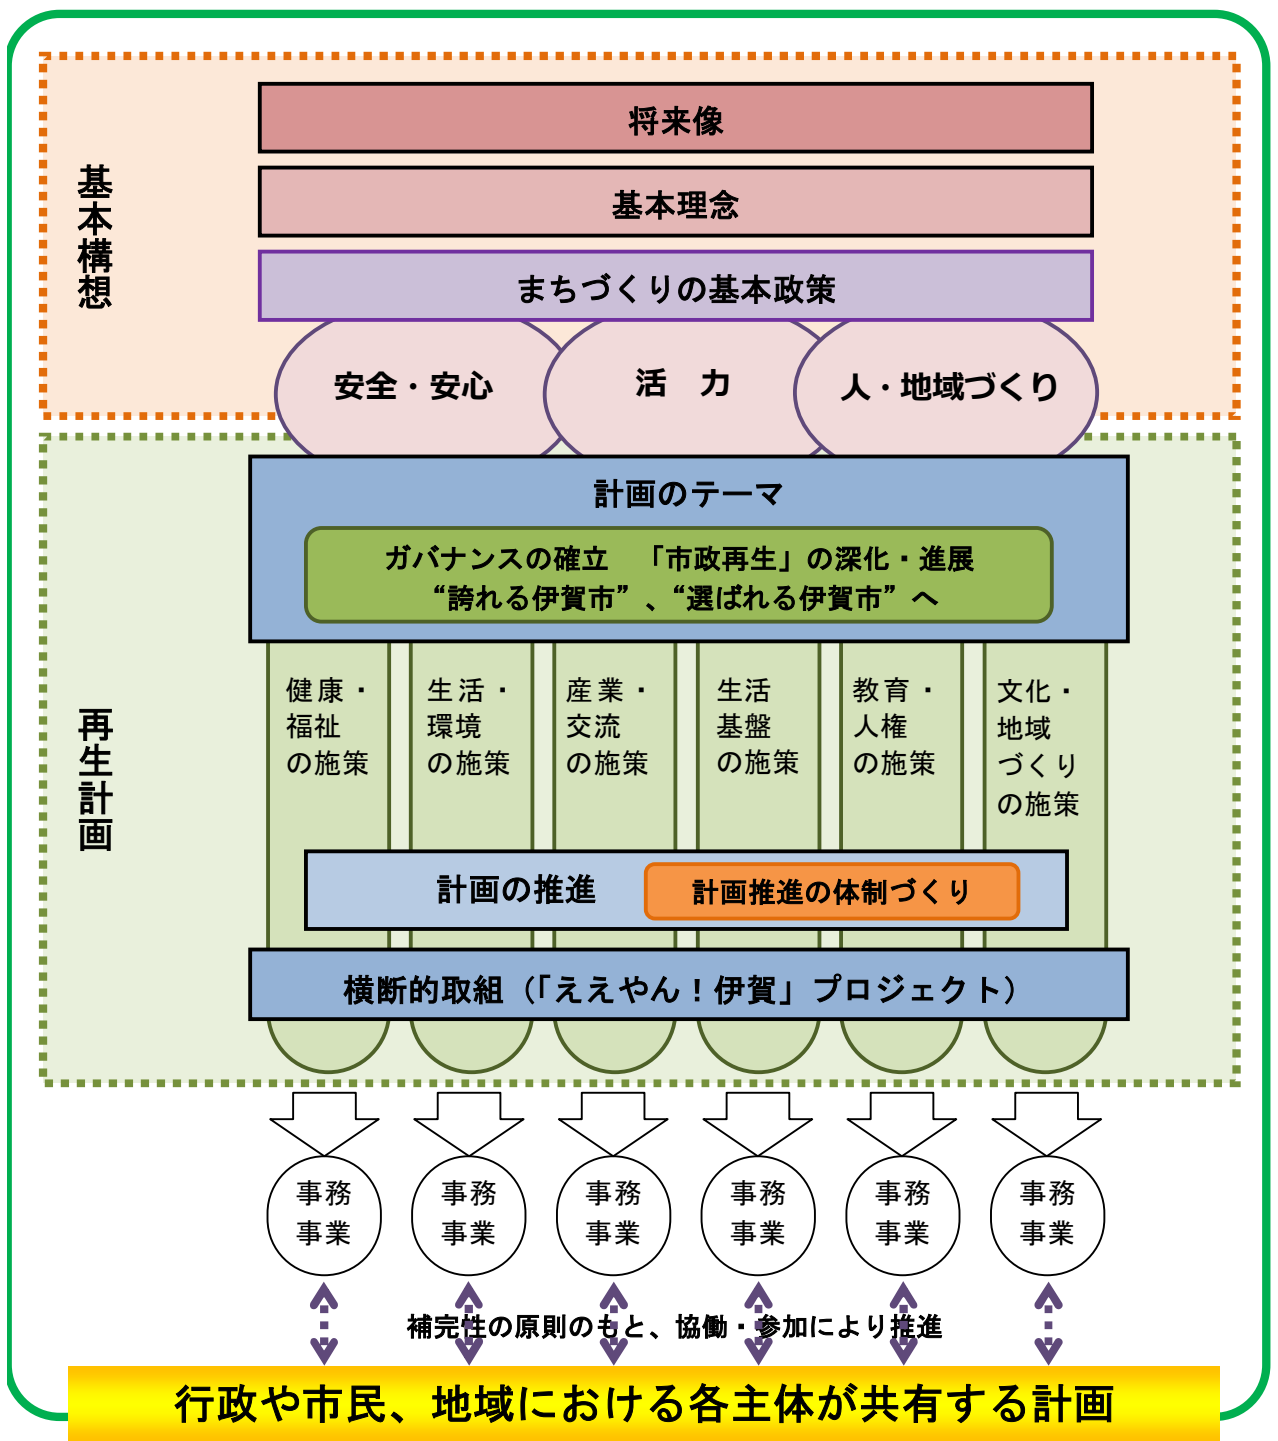 基本構想
将来像
基本理念
まちづくりの基本政策
安全・安心
活　力
人・地域づくり
再生計画
計画のテーマ
ガバナンスの確立　「市政再生」の深化・進展
“誇れる伊賀市”、“選ばれる伊賀市”へ
健康・
福祉
の施策
生活・
環境
の施策
産業・
交流
の施策
生活
基盤
の施策
教育・
人権
の施策
文化・
地域
づくり
の施策
計画の推進
計画推進の体制づくり
横断的取組（「ええやん！伊賀」プロジェクト）
事務
事業
事務
事業
事務
事業
事務
事業
事務
事業
事務
事業
補完性の原則のもと、協働・参加により推進
行政や市民、地域における各主体が共有する計画